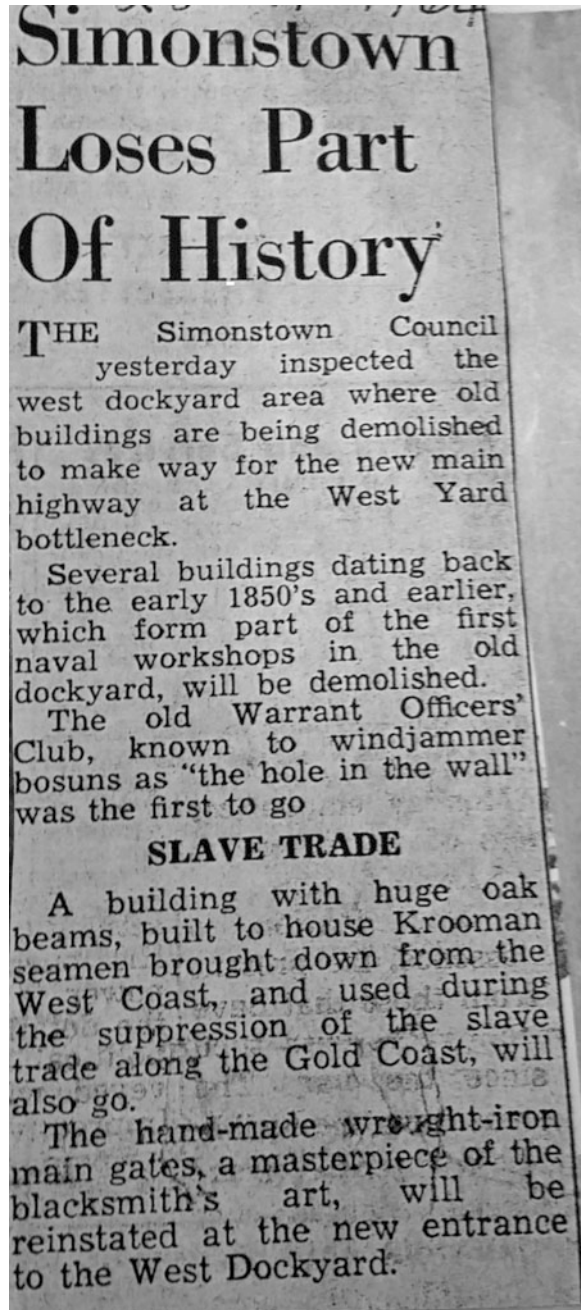 Simonstown
Loses Part
Of History
THE Simonstown Council
yesterday inspected the
west dockyard area where old
buildings are being demolished
to make way for the new main
highway at the West Yard
bottleneck.
Several buildings dating back
to the early 1850's and earlier,
which form part of the first
naval workshops in the old
dockyard, will be demolished.
The old Warrant Officers'
Club, known to windjammer
bosuns as "the hole in the wall"
was the first to go
SLAVE TRADE
A building with huge oak
beams, built to house Krooman
seamen brought down from the
West Coast, and used during
the suppression of the slave
trade along the Gold Coast, will
also go.
The hand-made wrought-iron
main gates, a masterpiece of the
blacksmith's art, will be
reinstated at the new entrance
to the West Dockyard.